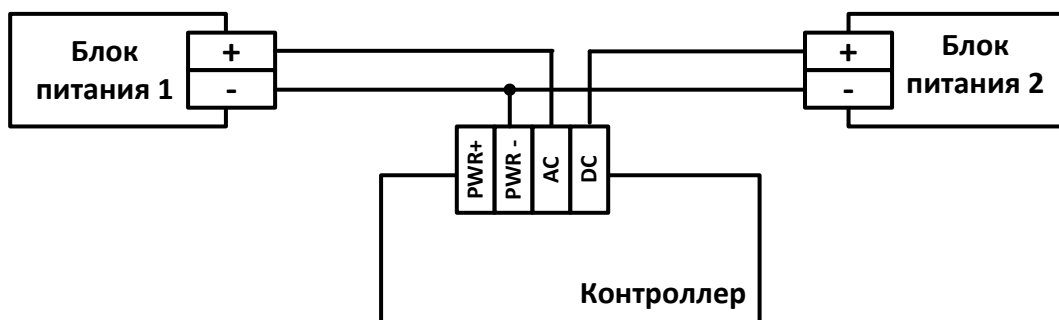 Блок
питания 1
+
-
+
-
Блок
питания 2
PWR+
PWR -
AC
DC
Контроллер